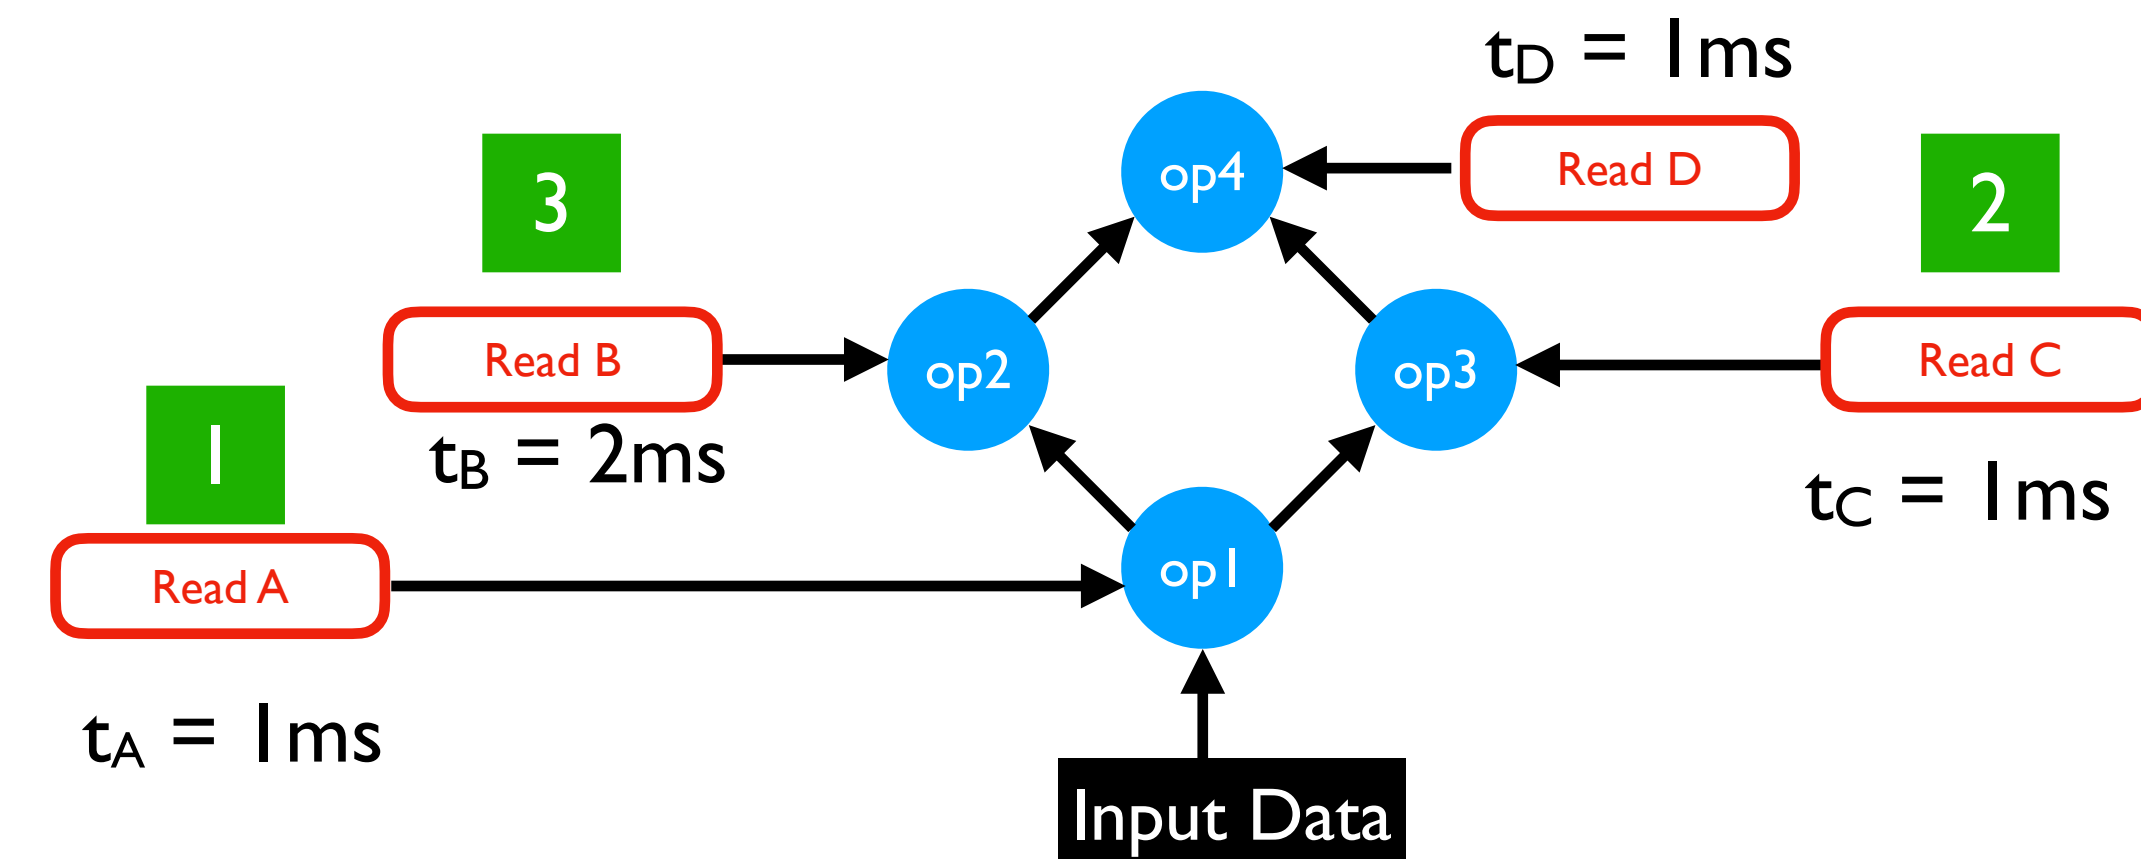 tD = 1ms
op4
Read D
3
2
Read B
op2
op3
Read C
1
tB = 2ms
tC = 1ms
Read A
op1
tA = 1ms
Input Data